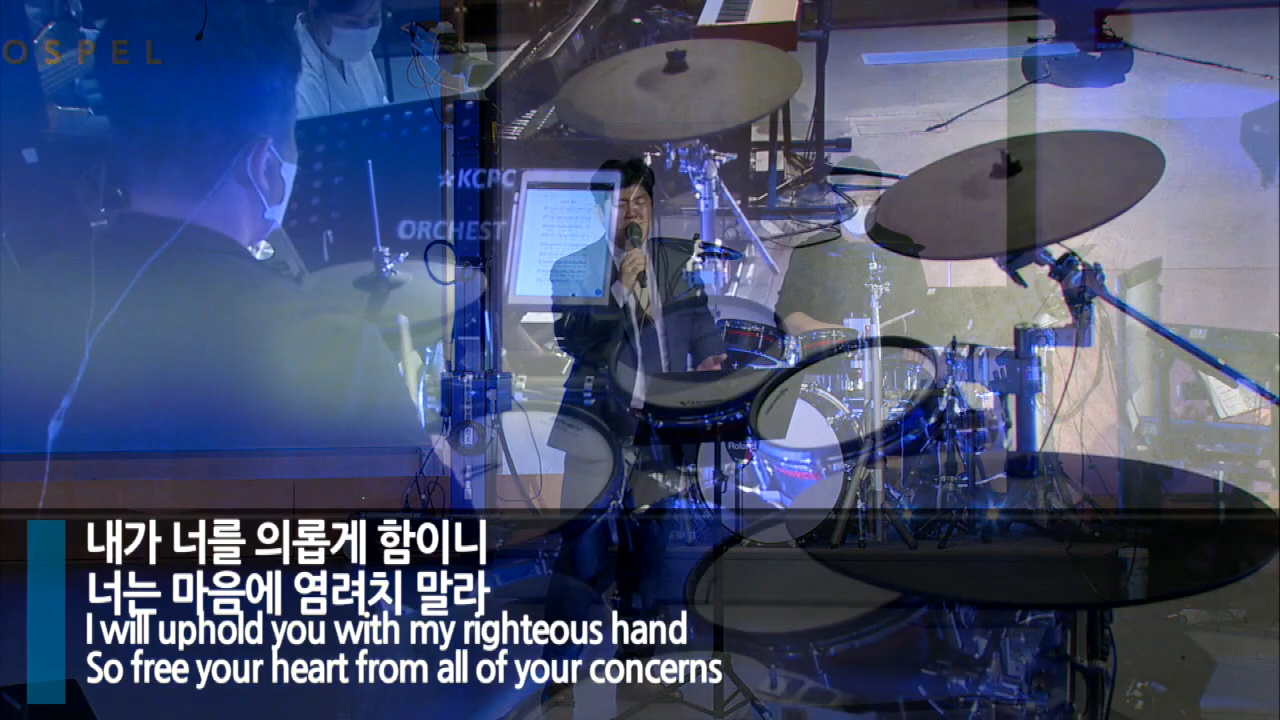 OSPEL
★KCPC
ORCHEST
Roland
내가 너를 의롭게 함이니
너는 마음에 염려치 말라
I will uphold you with my righteous hand
So free your heart from all of your concerns